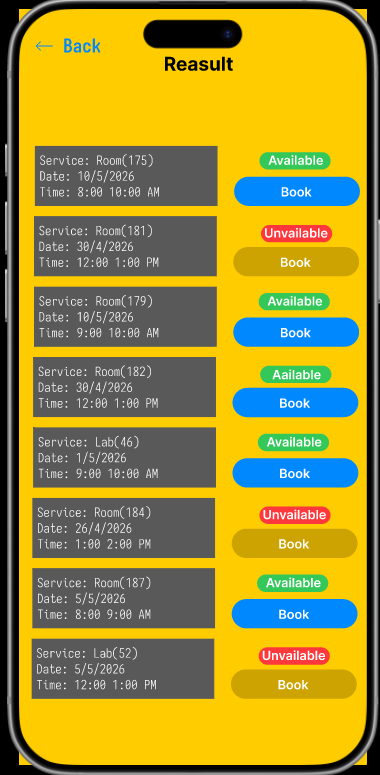 ← Back
Reasult
Service: Room(175)
Date: 10/5/2026
Time: 8:00 10:00 AM
Available
Book
Service: Room(181)
Date: 30/4/2026
Time: 12:00 1:00 PM
Unvailable
Book
Service: Room(179)
Date: 10/5/2026
Time: 9:00 10:00 AM
Available
Book
Service: Room(182)
Date: 30/4/2026
Time: 12:00 1:00 PM
Aailable
Book
Service: Lab(46)
Date: 1/5/2026
Time: 9:00 10:00 AM
Available
Book
Service: Room(184)
Date: 26/4/2026
Time: 1:00 2:00 PM
Unvailable
Book
Service: Room(187)
Date: 5/5/2026
Time: 8:00 9:00 AM
Available
Book
Service: Lab(52)
Date: 5/5/2026
Time: 12:00 1:00 PM
Unvailable
Book